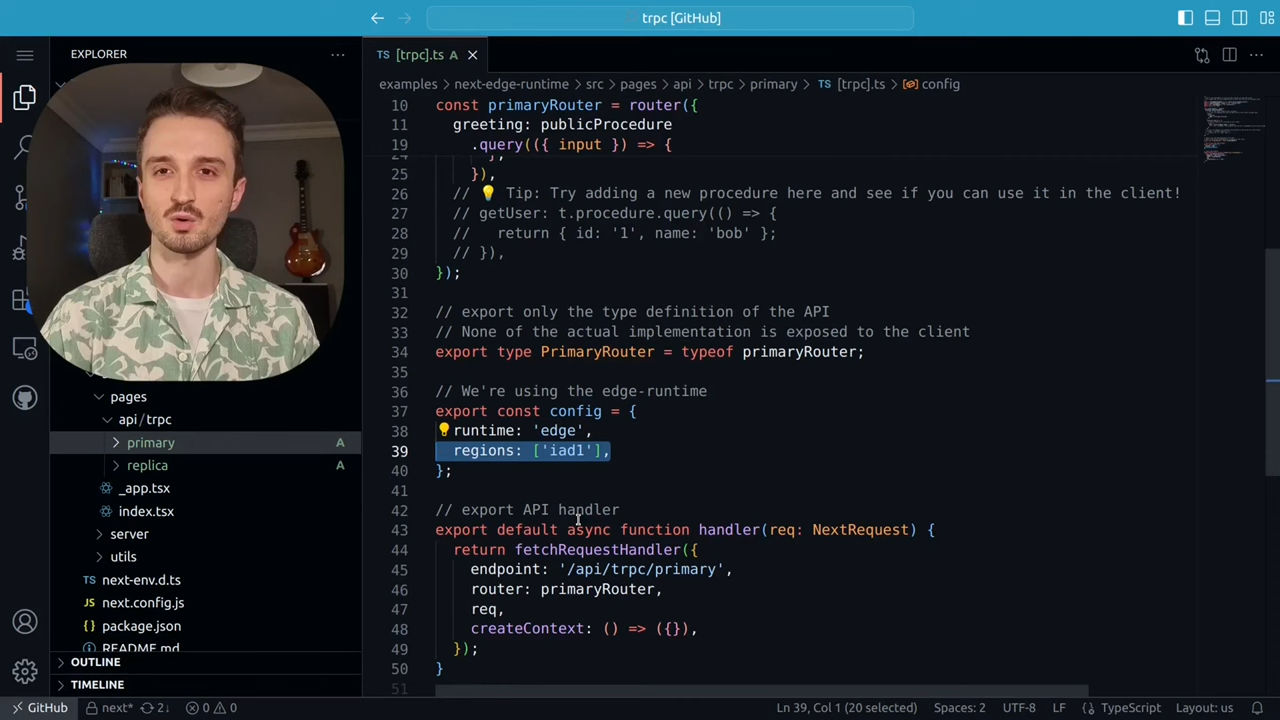 trpc [GitHub]
EXPLORER
TS [trpc].ts A
examples > next-edge-runtime > src > pages > api > trpc > primary > TS [trpc].ts > config
10 const primaryRouter = router({
11 greeting: publicProcedure
19 .query(({ input }) => {
25 }),
26 // 💡 Tip: Try adding a new procedure here and see if you can use it in the client!
27 // getUser: t.procedure.query(() => {
28 //   return { id: '1', name: 'bob' };
29 // }),
30 });
31
32 // export only the type definition of the API
33 // None of the actual implementation is exposed to the client
34 export type PrimaryRouter = typeof primaryRouter;
35
36 // We're using the edge-runtime
37 export const config = {
38 runtime: 'edge',
39 regions: ['iad1'],
40 };
41
42 // export API handler
43 export default async function handler(req: NextRequest) {
44 return fetchRequestHandler({
45 endpoint: '/api/trpc/primary',
46 router: primaryRouter,
47 req,
48 createContext: () => ({}),
49 });
50 }
51
pages
api/trpc
primary A
replica A
_app.tsx
index.tsx
server
utils
TS next-env.d.ts
JS next.config.js
{} package.json
README.md
OUTLINE
TIMELINE
GitHub next* 2↓ 0 0 Ln 39, Col 1 (20 selected) Spaces: 2 UTF-8 LF {} TypeScript Layout: us